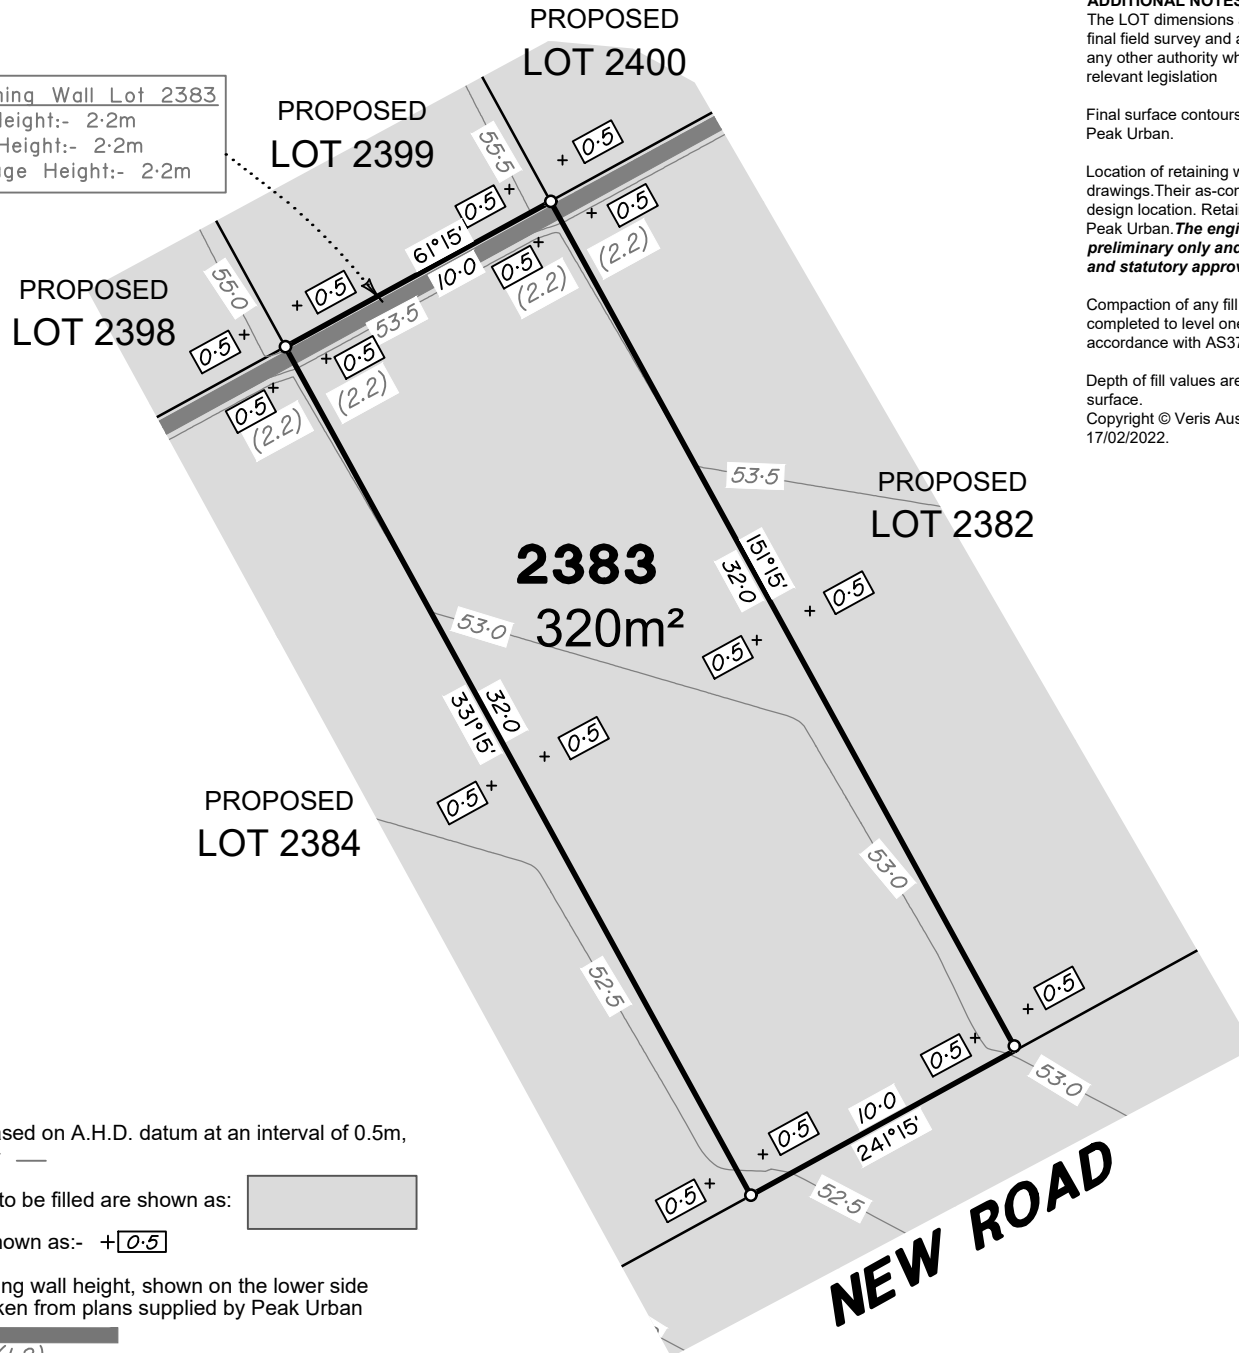 PROPOSED
LOT 2400
ADDITIONAL NOTES
The LOT dimensions
final field survey and a
any other authority wh
relevant legislation
Final surface contours
Peak Urban.
Location of retaining w
drawings.Their as-con
design location. Retai
Peak Urban.The engi
preliminary only and
and statutory approv
Compaction of any fill
completed to level one
accordance with AS37
Depth of fill values are
surface.
Copyright © Veris Aus
17/02/2022.
ning Wall Lot 2383
Height:- 2·2m
Height:- 2·2m
age Height:- 2·2m
PROPOSED
LOT 2399
55·5
0·5
0·5
0·5
(2.2)
61°15'
10·0
0·5
(2.2)
55·0
0·5
53·5
PROPOSED
LOT 2398
0·5
0·5
(2.2)
0·5
(2.2)
53·5
PROPOSED
LOT 2382
2383
320m²
151°15'
32·0
0·5
0·5
53·0
32·0
331°15'
0·5
0·5
PROPOSED
LOT 2384
53·0
52·5
0·5
0·5
53·0
10·0
241°15'
0·5
0·5
52·5
NEW ROAD
ased on A.H.D. datum at an interval of 0.5m,
to be filled are shown as:
hown as:- +0·5
ing wall height, shown on the lower side
ken from plans supplied by Peak Urban